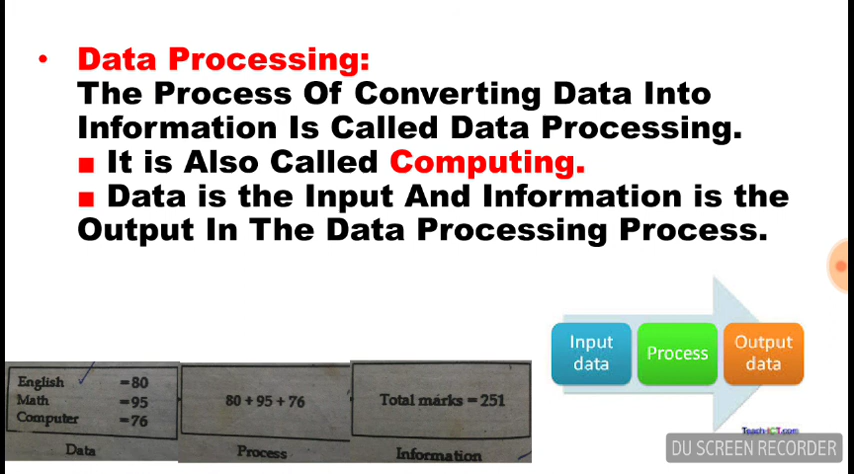 • Data Processing:
The Process Of Converting Data Into
Information Is Called Data Processing.
■ It is Also Called Computing.
■ Data is the Input And Information is the
Output In The Data Processing Process.
English =80
Math =95
Computer =76
Data
80 + 95 + 76
Process
Total marks = 251
Information
Input
data
Process
Output
data
Teach-ICT.com
DU SCREEN RECORDER